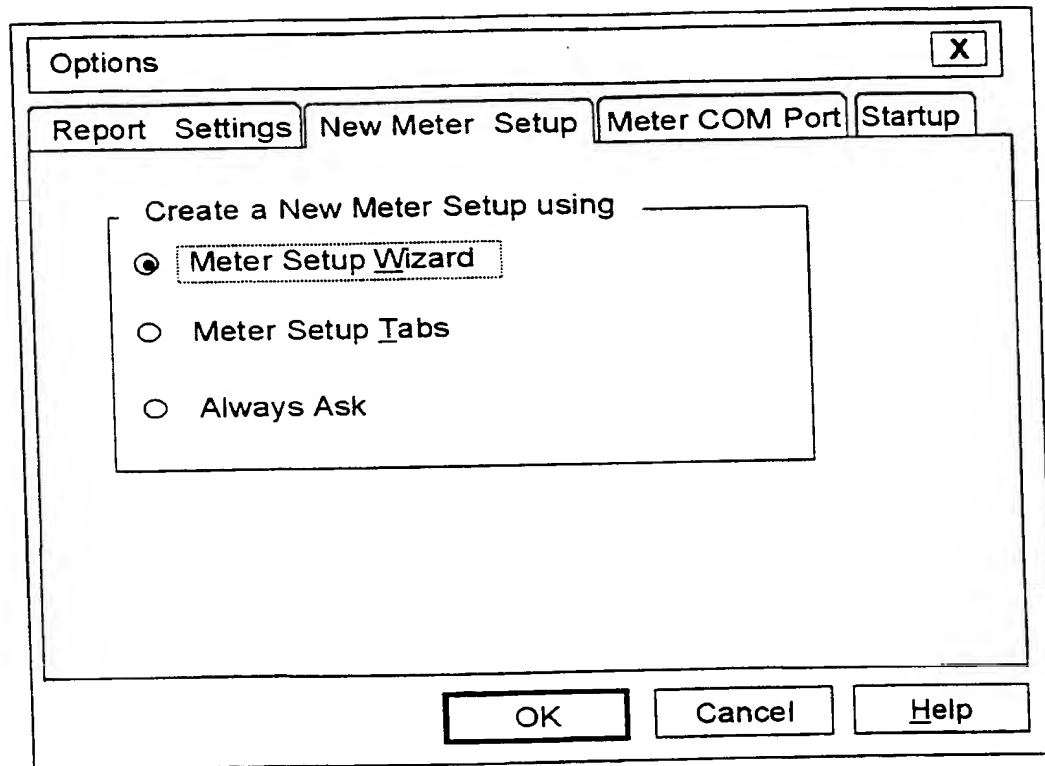 Options X
Report Settings New Meter Setup Meter COM Port Startup
Create a New Meter Setup using
Meter Setup Wizard
Meter Setup Tabs
Always Ask
OK Cancel Help